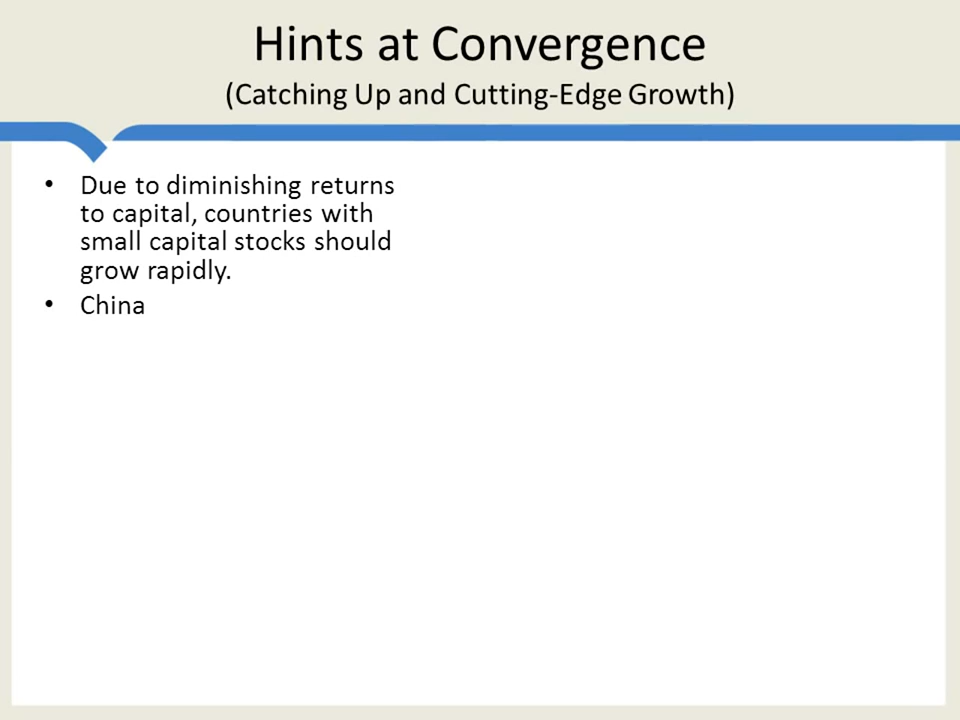 Hints at Convergence
(Catching Up and Cutting-Edge Growth)
• Due to diminishing returns
to capital, countries with
small capital stocks should
grow rapidly.
• China